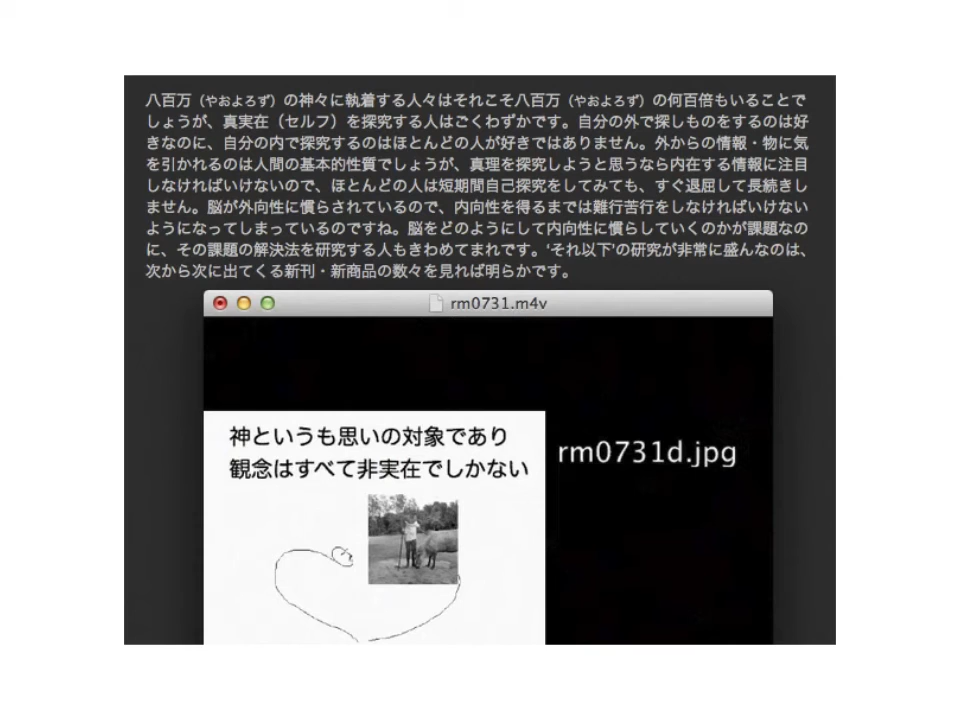 八百万（やおよろず）の神々に執着する人々はそれこそ八百万（やおよろず）の何百倍もいることで
しょうが、真実在（セルフ）を探究する人はごくわずかです。自分の外で探しものをするのは好
きなのに、自分の内で探究するのはほとんどの人が好きではありません。外からの情報・物に気
を引かれるのは人間の基本的性質でしょうが、真理を探究しようと思うなら内在する情報に注目
しなければいけないので、ほとんどの人は短期間自己探究をしてみても、すぐ退屈して長続きし
ません。脳が外向性に慣らされているので、内向性を得るまでは難行苦行をしなければいけない
ようになってしまっているのですね。脳をどのようにして内向性に慣らしていくのかが課題なの
に、その課題の解決法を研究する人もきわめてまれです。‘それ以下’の研究が非常に盛んなのは、
次から次に出てくる新刊・新商品の数々を見れば明らかです。
rm0731.m4v
神というも思いの対象であり
観念はすべて非実在でしかない
rm0731d.jpg